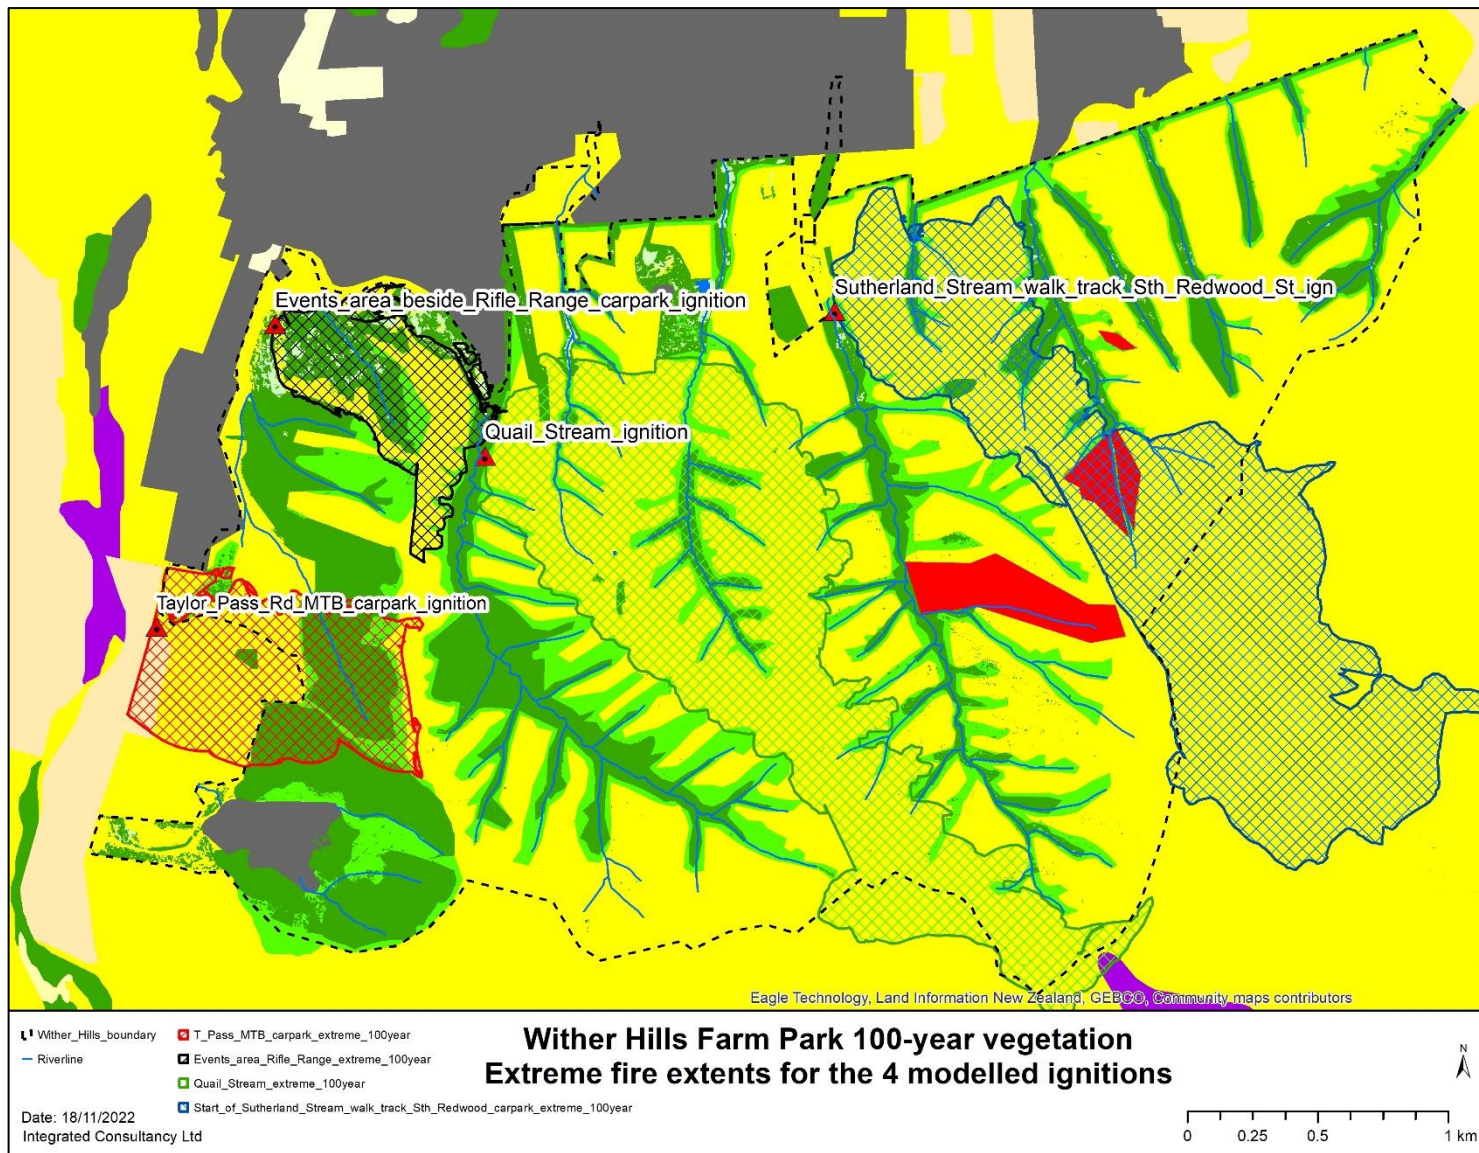 Events_area_beside_Rifle_Range_carpark_ignition
Sutherland_Stream_walk_track_Sth_Redwood_St_ign
Quail_Stream_ignition
Taylor_Pass_Rd_MTB_carpark_ignition
Eagle Technology, Land Information New Zealand, GEBCO, Community maps contributors
Wither_Hills_boundary
Riverline
T_Pass_MTB_carpark_extreme_100year
Events_area_Rifle_Range_extreme_100year
Quail_Stream_extreme_100year
Start_of_Sutherland_Stream_walk_track_Sth_Redwood_carpark_extreme_100year
Wither Hills Farm Park 100-year vegetation
Extreme fire extents for the 4 modelled ignitions
N
Date: 18/11/2022
Integrated Consultancy Ltd
0 0.25 0.5 1 km